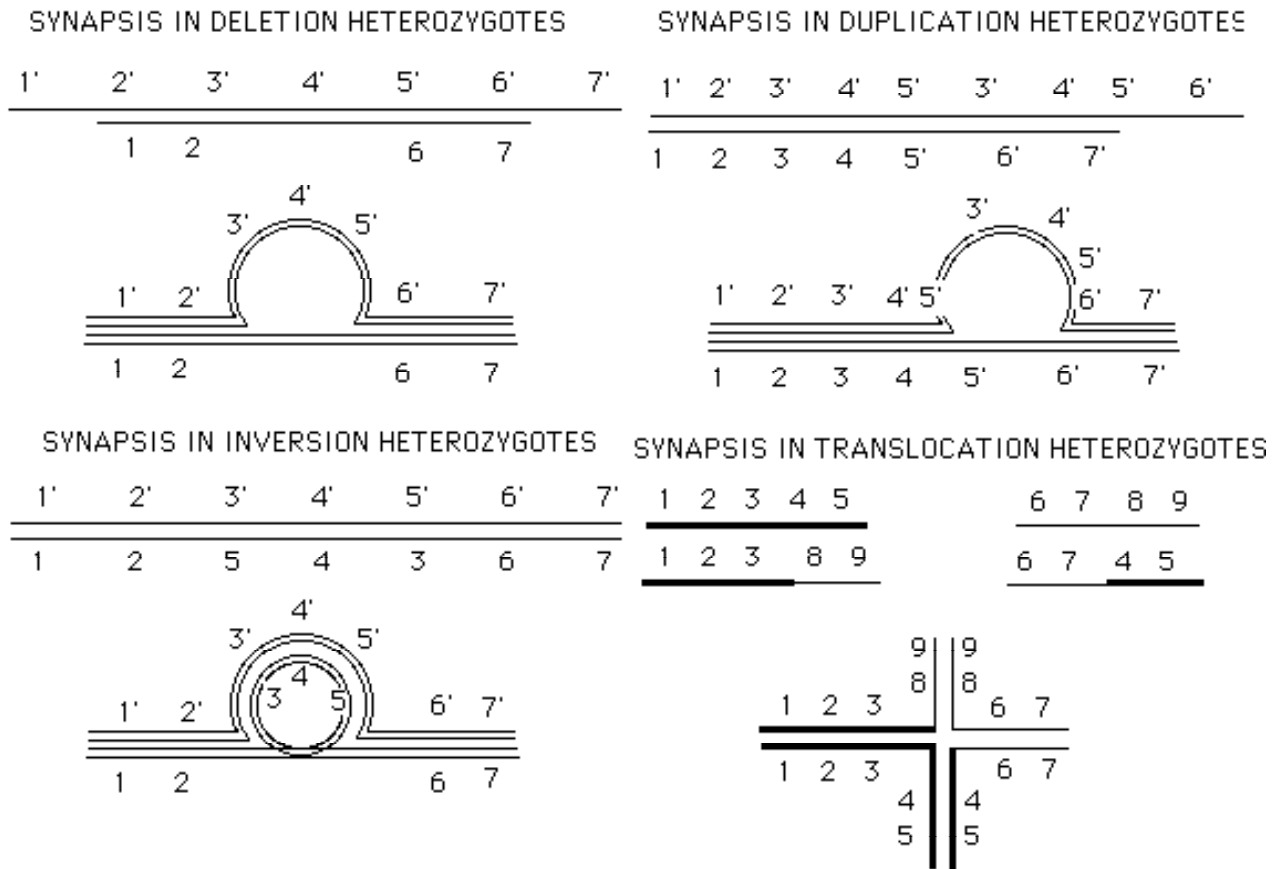 SYNAPSIS IN DELETION HETEROZYGOTES
1' 2' 3' 4' 5' 6' 7'
1 2 6 7
4'
3' 5'
1' 2' 6' 7'
1 2 6 7
SYNAPSIS IN DUPLICATION HETEROZYGOTES
1' 2' 3' 4' 5' 3' 4' 5' 6'
1 2 3 4 5' 6' 7'
3' 4'
5'
1' 2' 3' 4' 5' 6' 7'
1 2 3 4 5' 6' 7'
SYNAPSIS IN INVERSION HETEROZYGOTES
1' 2' 3' 4' 5' 6' 7'
1 2 5 4 3 6 7
4'
3' 5'
4
3 5
1' 2' 6' 7'
1 2 6 7
SYNAPSIS IN TRANSLOCATION HETEROZYGOTES
1 2 3 4 5 6 7 8 9
1 2 3 8 9 6 7 4 5
9 9
8 8
1 2 3 6 7
1 2 3 6 7
4 4
5 5